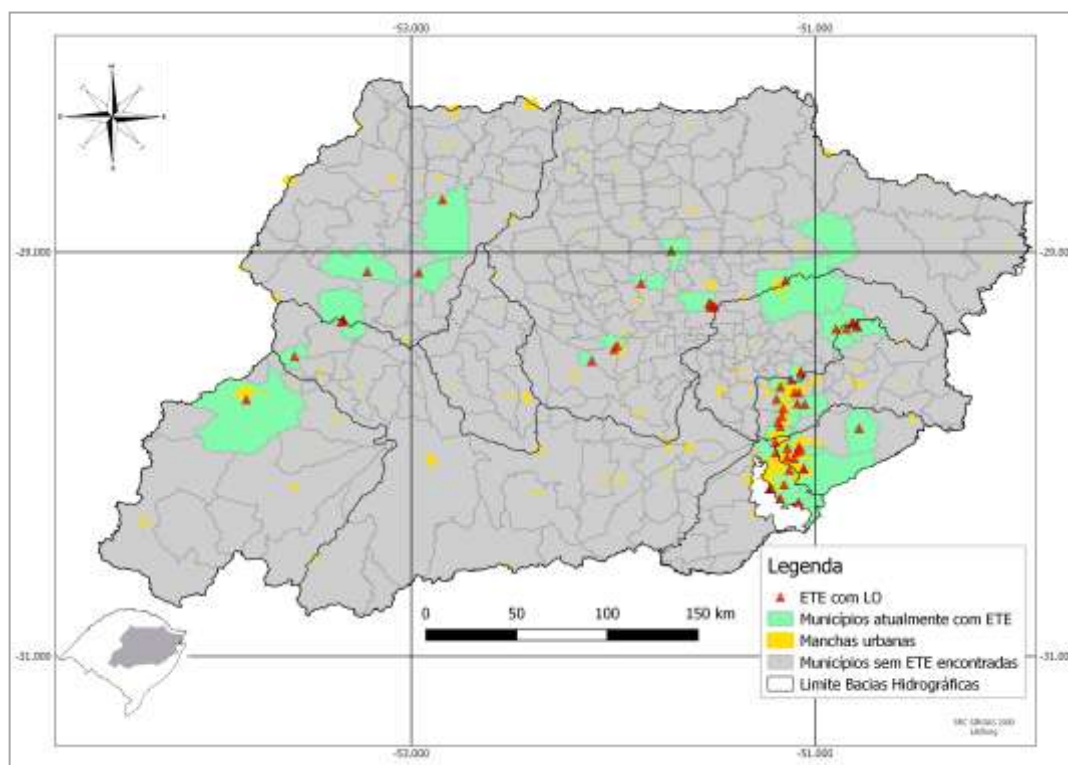 -53.000
-51.000
N
-29.000
-29.000
Legenda
ETE com LO
Municípios atualmente com ETE
Manchas urbanas
Municípios sem ETE encontradas
Limite Bacias Hidrográficas
0 50 100 150 km
-31.000
-31.000
-53.000
-51.000